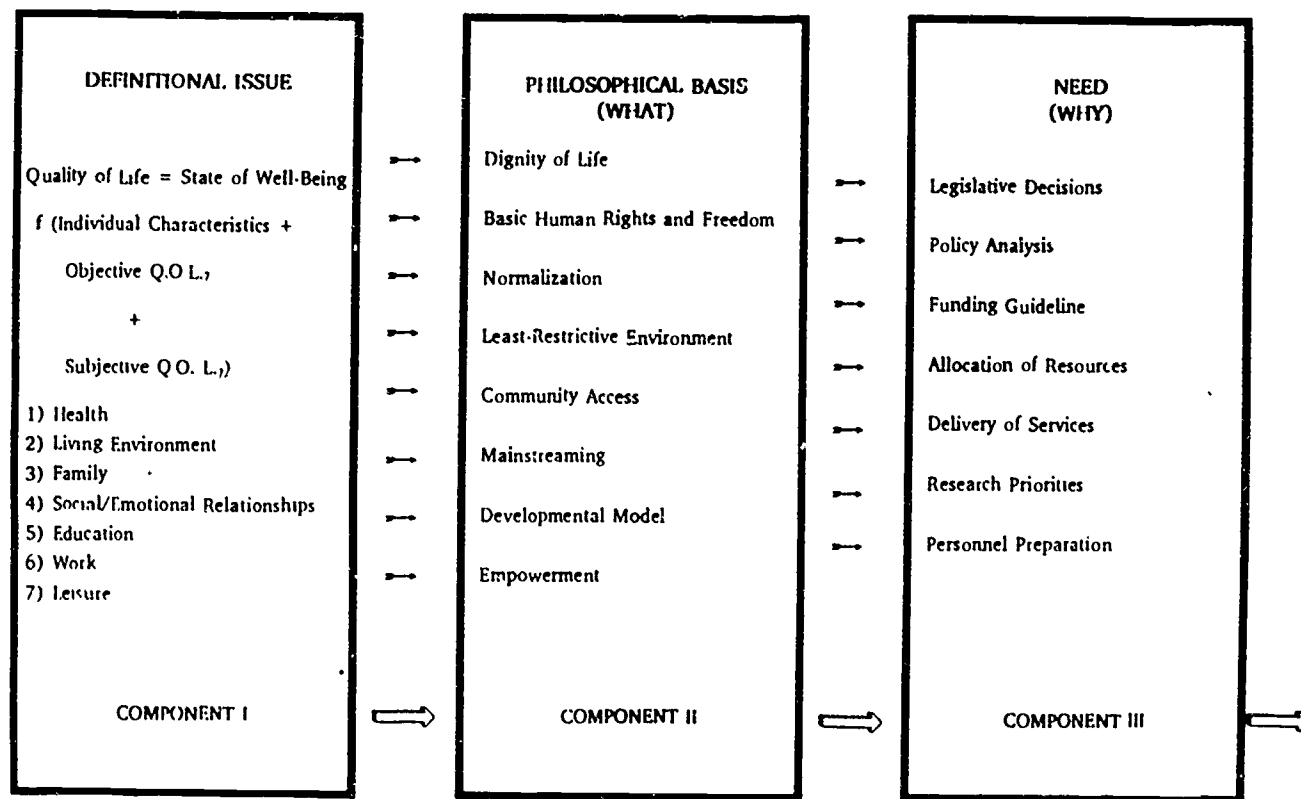 DEFINITIONAL ISSUE
Quality of Life = State of Well-Being
f (Individual Characteristics +
Objective Q.O L.,
+
Subjective Q O. L.,)
1) Health
2) Living Environment
3) Family
4) Social/Emotional Relationships
5) Education
6) Work
7) Leisure
COMPONENT I
PHILOSOPHICAL BASIS
(WHAT)
Dignity of Life
Basic Human Rights and Freedom
Normalization
Least-Restrictive Environment
Community Access
Mainstreaming
Developmental Model
Empowerment
COMPONENT II
NEED
(WHY)
Legislative Decisions
Policy Analysis
Funding Guideline
Allocation of Resources
Delivery of Services
Research Priorities
Personnel Preparation
COMPONENT III